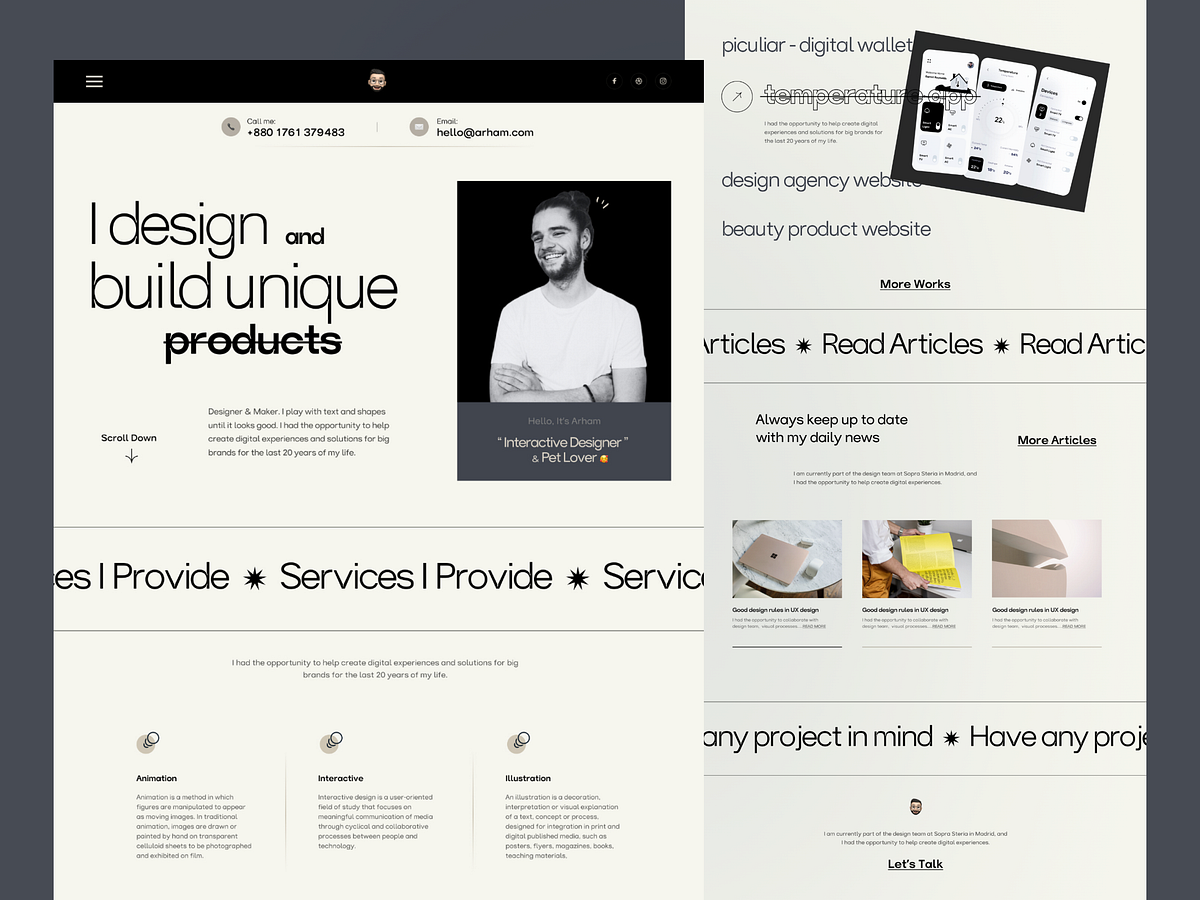 Call me:
+880 1761 379483
Email:
hello@arham.com
I design and
build unique
products
Scroll Down
Designer & Maker. I play with text and shapes
until it looks good. I had the opportunity to help
create digital experiences and solutions for big
brands for the last 20 years of my life.
Hello, It's Arham
“ Interactive Designer ”
& Pet Lover
ces I Provide ✷ Services I Provide ✷ Servic
I had the opportunity to help create digital experiences and solutions for big
brands for the last 20 years of my life.
Animation
Animation is a method in which
figures are manipulated to appear
as moving images. In traditional
animation, images are drawn or
painted by hand on transparent
celluloid sheets to be photographed
and exhibited on film.
Interactive
Interactive design is a user-oriented
field of study that focuses on
meaningful communication of media
through cyclical and collaborative
processes between people and
technology.
Illustration
An illustration is a decoration,
interpretation or visual explanation
of a text, concept or process,
designed for integration in print and
digital published media, such as
posters, flyers, magazines, books,
teaching materials.
piculiar - digital wallet
temperature app
I had the opportunity to help create digital
experiences and solutions for big brands for
the last 20 years of my life.
Temperature
22
Devices
design agency website
beauty product website
More Works
Articles ✷ Read Articles ✷ Read Artic
Always keep up to date
with my daily news
More Articles
I am currently part of the design team at Sopra Steria in Madrid, and
I had the opportunity to help create digital experiences.
Good design rules in UX design
I had the opportunity to collaborate with
design team, visual processes... READ MORE
Good design rules in UX design
I had the opportunity to collaborate with
design team, visual processes... READ MORE
Good design rules in UX design
I had the opportunity to collaborate with
design team, visual processes... READ MORE
any project in mind ✷ Have any proje
I am currently part of the design team at Sopra Steria in Madrid, and
I had the opportunity to help create digital experiences.
Let's Talk